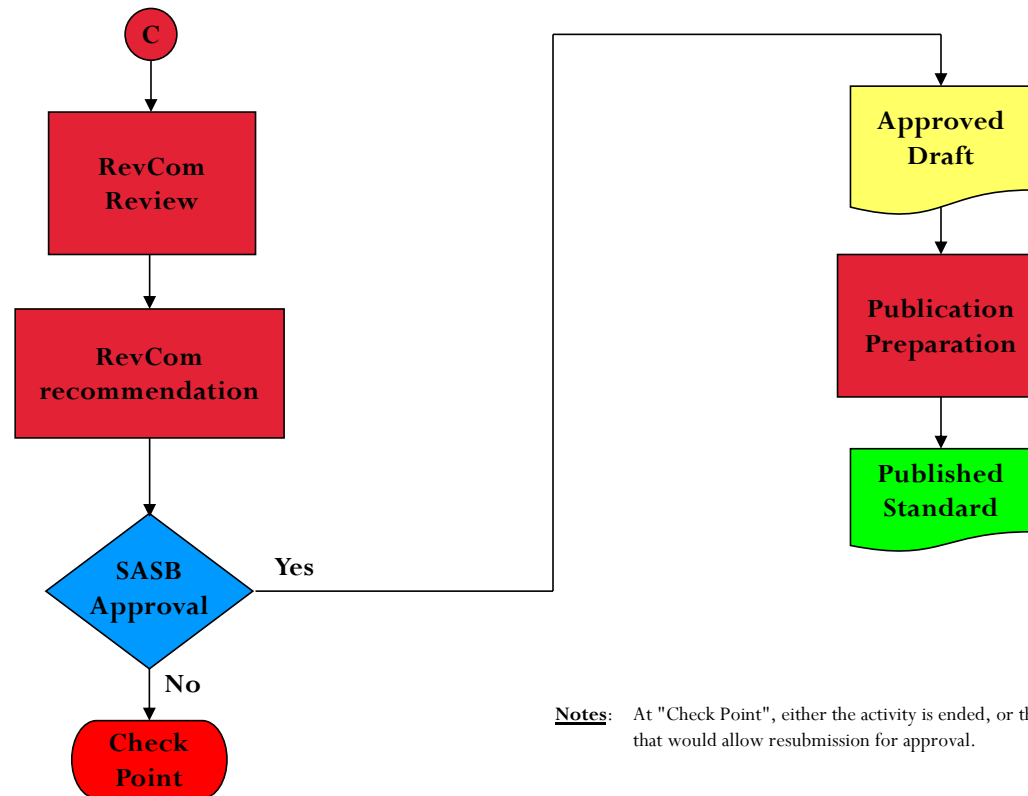 C
RevCom
Review
RevCom
recommendation
SASB
Approval
Yes
No
Check
Point
Approved
Draft
Publication
Preparation
Published
Standard
Notes: At "Check Point", either the activity is ended, or
that would allow resubmission for approval.